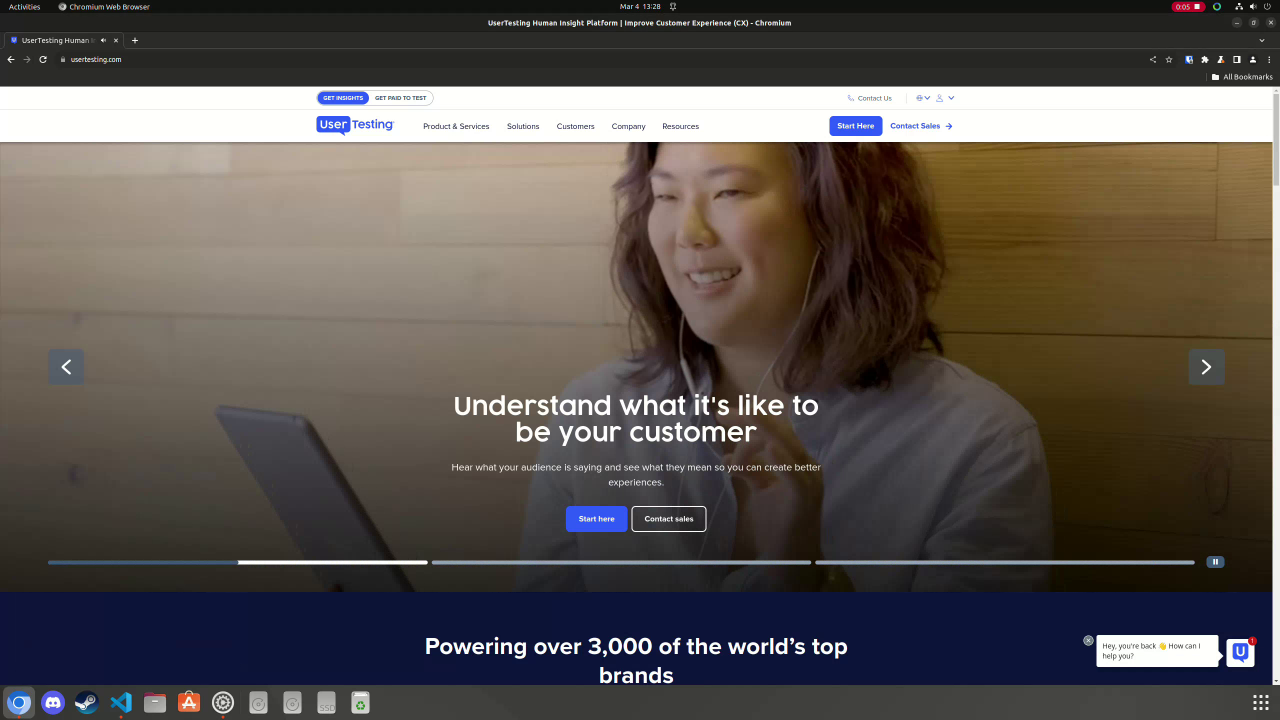 Activities
Chromium Web Browser
Mar 4 13:28
0:05
UserTesting Human Insight Platform | Improve Customer Experience (CX) - Chromium
UserTesting Human I
usertesting.com
All Bookmarks
GET INSIGHTS
GET PAID TO TEST
Contact Us
User Testing
Product & Services
Solutions
Customers
Company
Resources
Start Here
Contact Sales
Understand what it's like to
be your customer
Hear what your audience is saying and see what they mean so you can create better
experiences.
Start here
Contact sales
Powering over 3,000 of the world's top
brands
Hey, you're back 👋 How can I
help you?
U
1
SSD